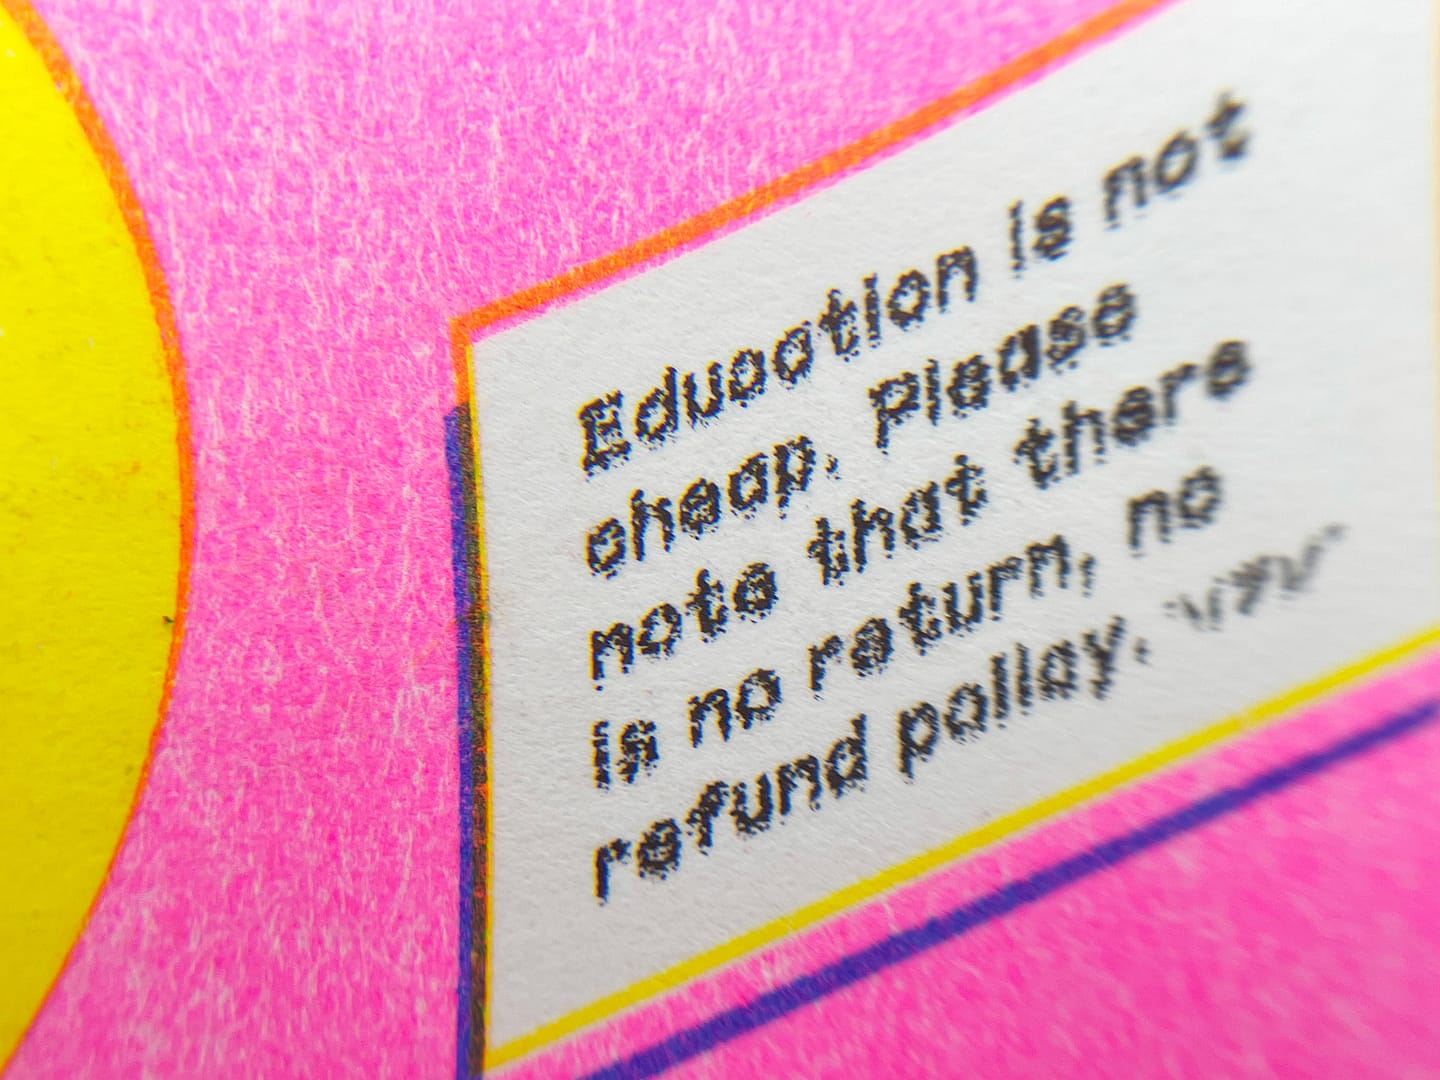 Education is not
cheap. Please
note that there
is no return, no
refund policy.